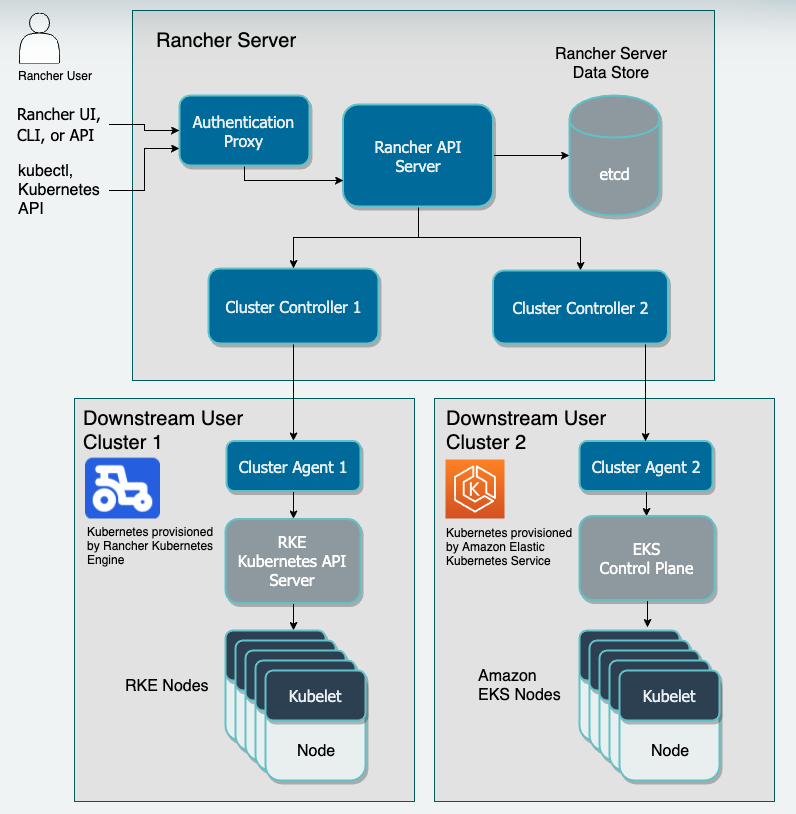 Rancher Server
Rancher User
Rancher Server
Data Store
Rancher UI,
CLI, or API
kubectl,
Kubernetes
API
Authentication
Proxy
Rancher API
Server
etcd
Cluster Controller 1
Cluster Controller 2
Downstream User
Cluster 1
Cluster Agent 1
Kubernetes provisioned
by Rancher Kubernetes
Engine
RKE
Kubernetes API
Server
RKE Nodes
Kubelet
Node
Downstream User
Cluster 2
K
Cluster Agent 2
Kubernetes provisioned
by Amazon Elastic
Kubernetes Service
EKS
Control Plane
Amazon
EKS Nodes
Kubelet
Node